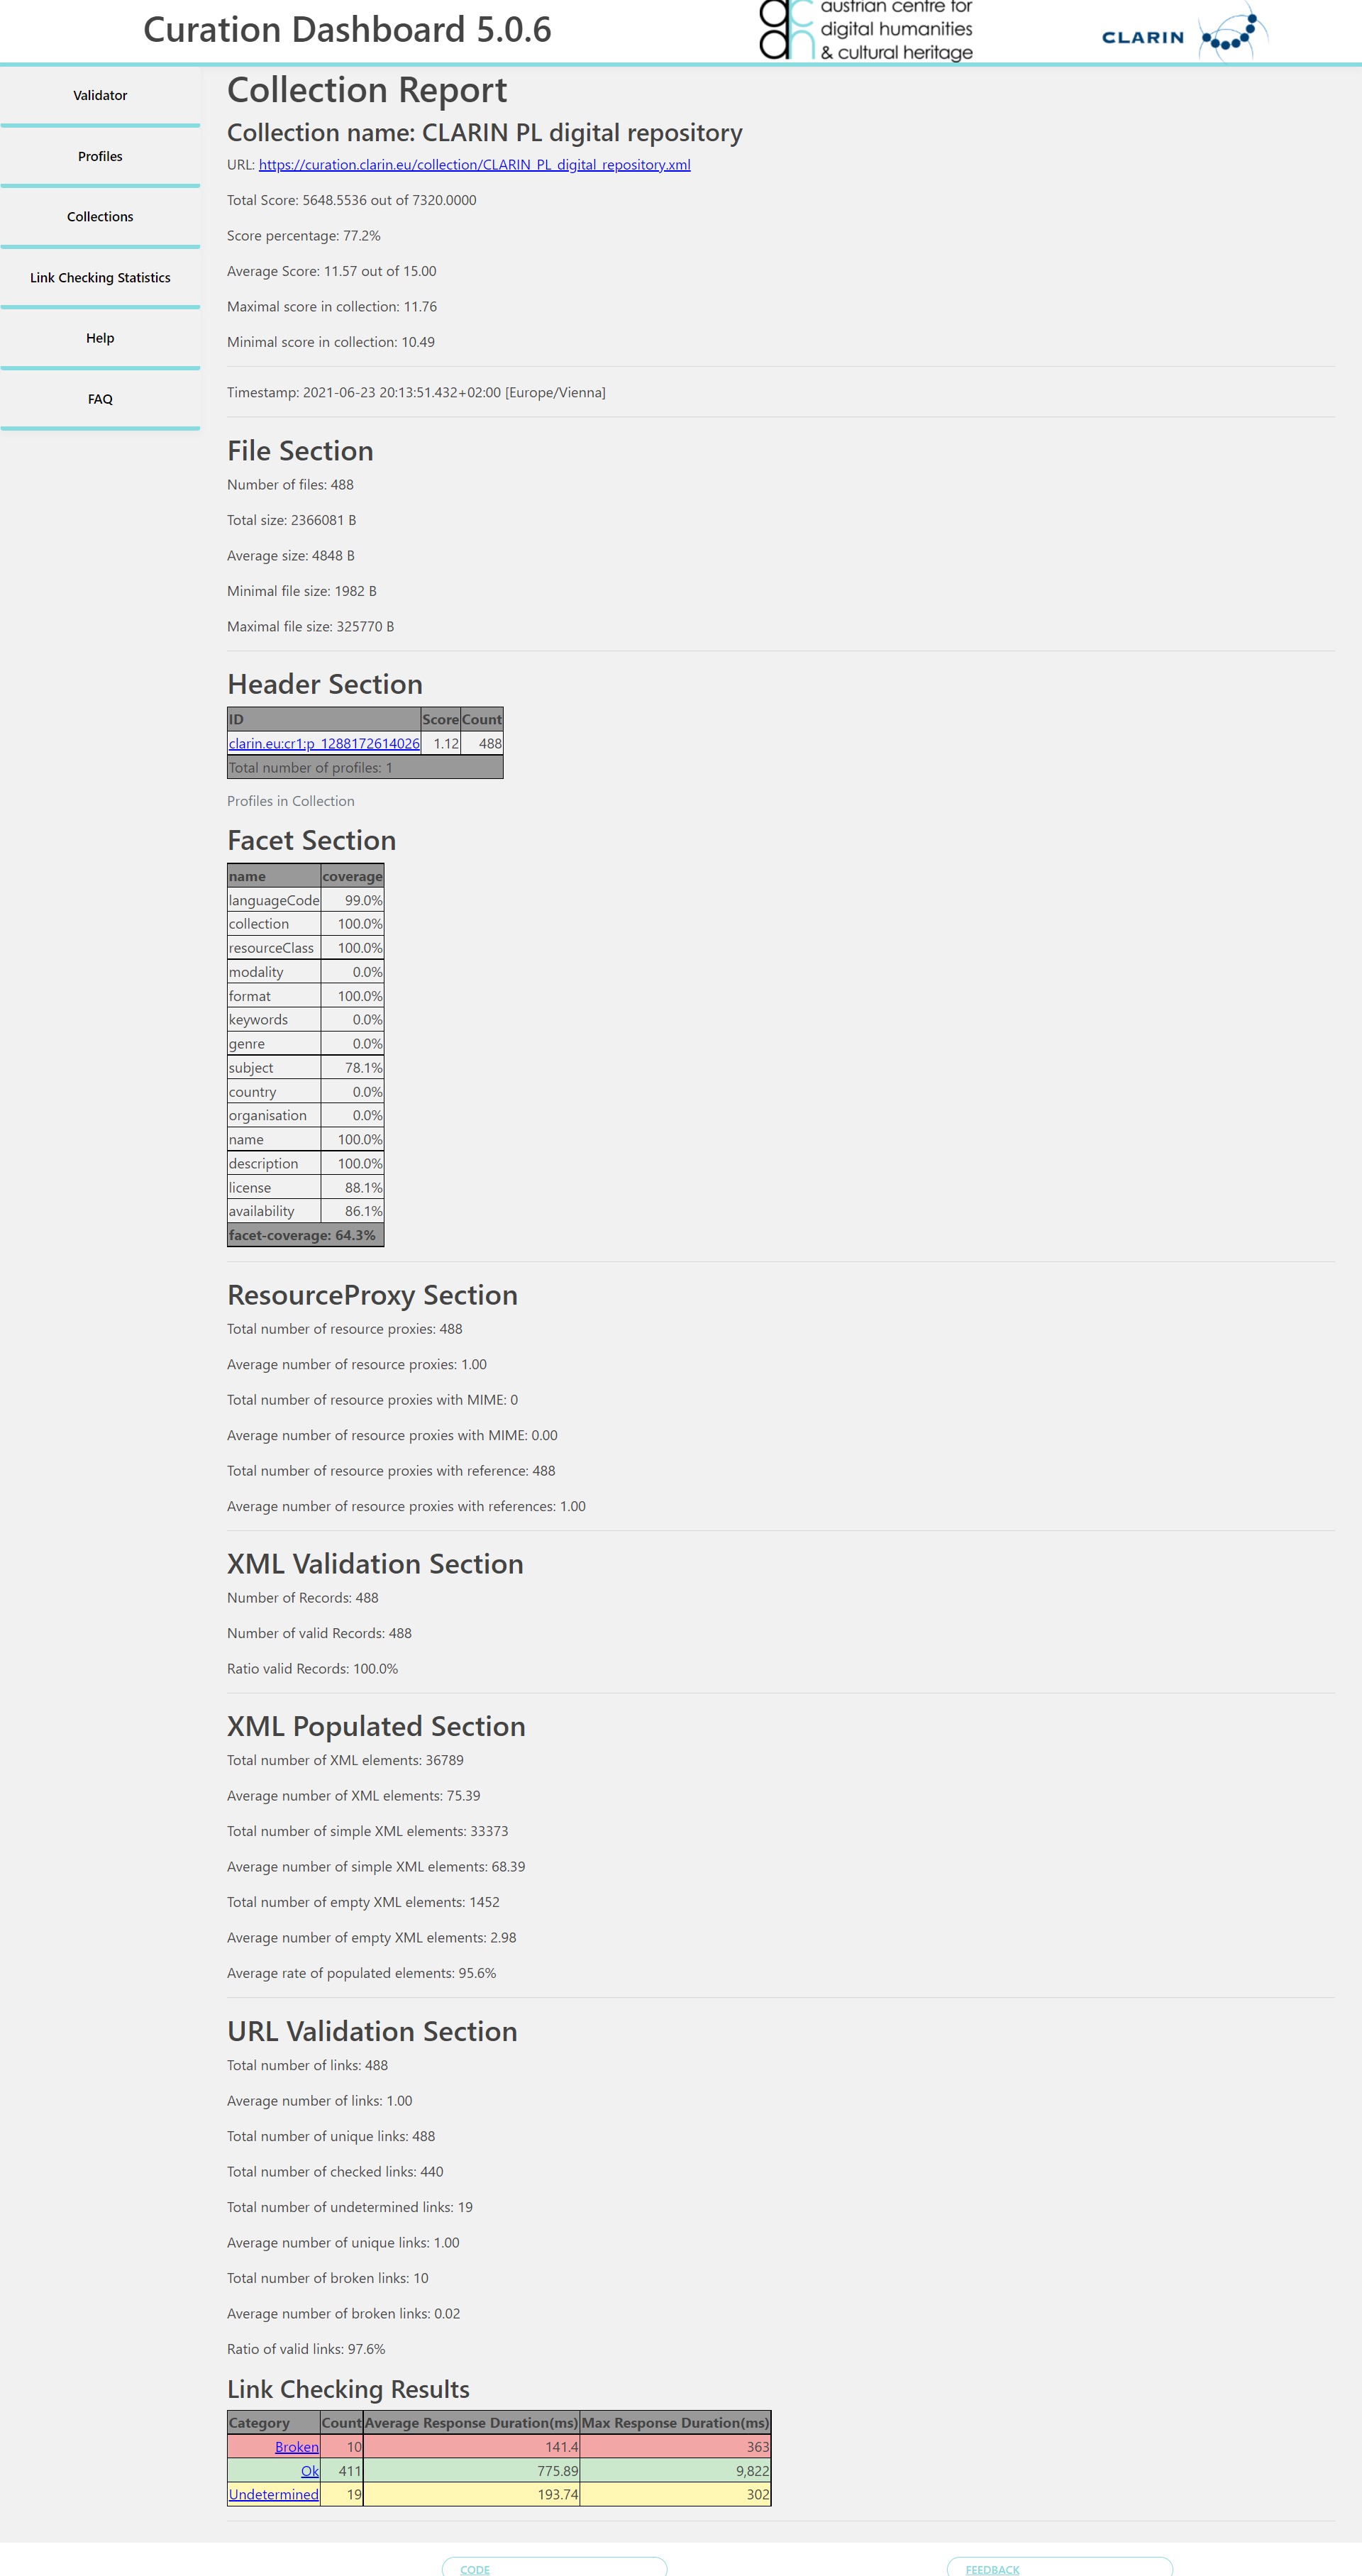 Curation Dashboard 5.0.6
acdh
austrian centre for
digital humanities
& cultural heritage
CLARIN
Validator
Profiles
Collections
Link Checking Statistics
Help
FAQ
Collection Report
Collection name: CLARIN PL digital repository
URL: https://curation.clarin.eu/collection/CLARIN_PL_digital_repository.xml
Total Score: 5648.5536 out of 7320.0000
Score percentage: 77.2%
Average Score: 11.57 out of 15.00
Maximal score in collection: 11.76
Minimal score in collection: 10.49
Timestamp: 2021-06-23 20:13:51.432+02:00 [Europe/Vienna]
File Section
Number of files: 488
Total size: 2366081 B
Average size: 4848 B
Minimal file size: 1982 B
Maximal file size: 325770 B
Header Section
ID Score Count
clarin.eu:cr1:p_1288172614026 1.12 488
Total number of profiles: 1
Profiles in Collection
Facet Section
name coverage
languageCode 99.0%
collection 100.0%
resourceClass 100.0%
modality 0.0%
format 100.0%
keywords 0.0%
genre 0.0%
subject 78.1%
country 0.0%
organisation 0.0%
name 100.0%
description 100.0%
license 88.1%
availability 86.1%
facet-coverage: 64.3%
ResourceProxy Section
Total number of resource proxies: 488
Average number of resource proxies: 1.00
Total number of resource proxies with MIME: 0
Average number of resource proxies with MIME: 0.00
Total number of resource proxies with reference: 488
Average number of resource proxies with references: 1.00
XML Validation Section
Number of Records: 488
Number of valid Records: 488
Ratio valid Records: 100.0%
XML Populated Section
Total number of XML elements: 36789
Average number of XML elements: 75.39
Total number of simple XML elements: 33373
Average number of simple XML elements: 68.39
Total number of empty XML elements: 1452
Average number of empty XML elements: 2.98
Average rate of populated elements: 95.6%
URL Validation Section
Total number of links: 488
Average number of links: 1.00
Total number of unique links: 488
Total number of checked links: 440
Total number of undetermined links: 19
Average number of unique links: 1.00
Total number of broken links: 10
Average number of broken links: 0.02
Ratio of valid links: 97.6%
Link Checking Results
Category Count Average Response Duration(ms) Max Response Duration(ms)
Broken 10 141.4 363
Ok 411 775.89 9,822
Undetermined 19 193.74 302
CODE FEEDBACK